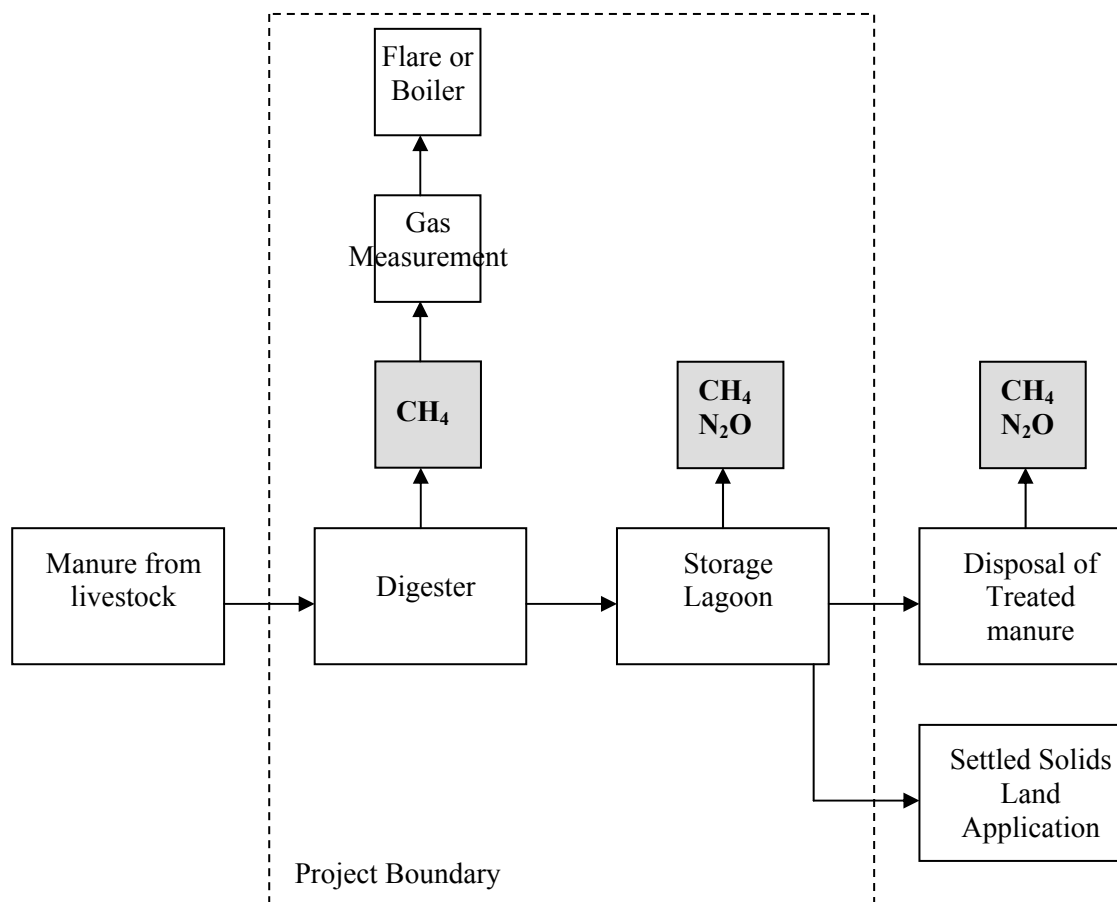 Flare or
Boiler
Gas
Measurement
CH₄
CH₄
N₂O
CH₄
N₂O
Manure from
livestock
Digester
Storage
Lagoon
Disposal of
Treated
manure
Settled Solids
Land
Application
Project Boundary